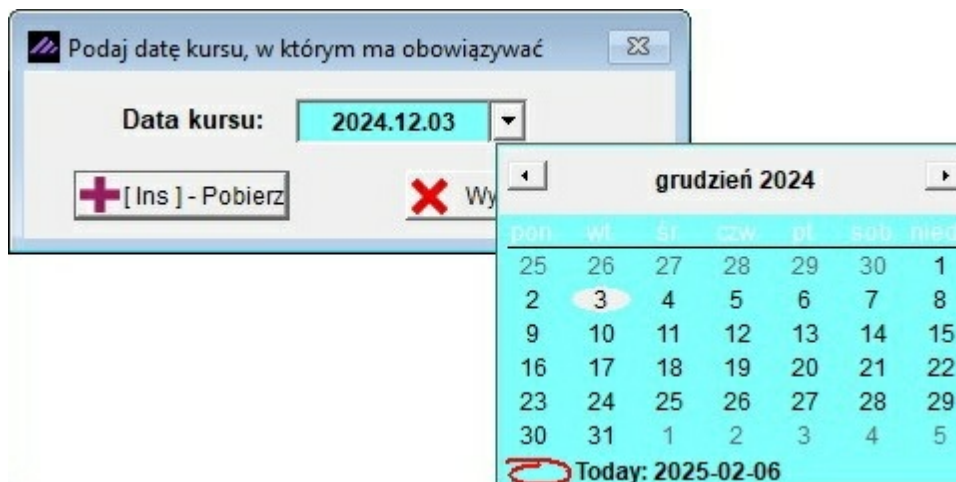 Podaj datę kursu, w którym ma obowiązywać
Data kursu: 2024.12.03
[ Ins ] - Pobierz
Wy
grudzień 2024
pon. wt. śr. czw. pt. sob. nied
25 26 27 28 29 30 1
2 3 4 5 6 7 8
9 10 11 12 13 14 15
16 17 18 19 20 21 22
23 24 25 26 27 28 29
30 31 1 2 3 4 5
Today: 2025-02-06